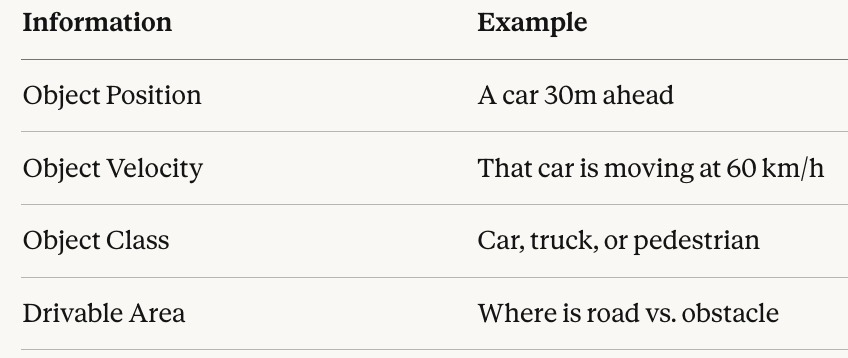 Information Example
Object Position A car 30m ahead
Object Velocity That car is moving at 60 km/h
Object Class Car, truck, or pedestrian
Drivable Area Where is road vs. obstacle